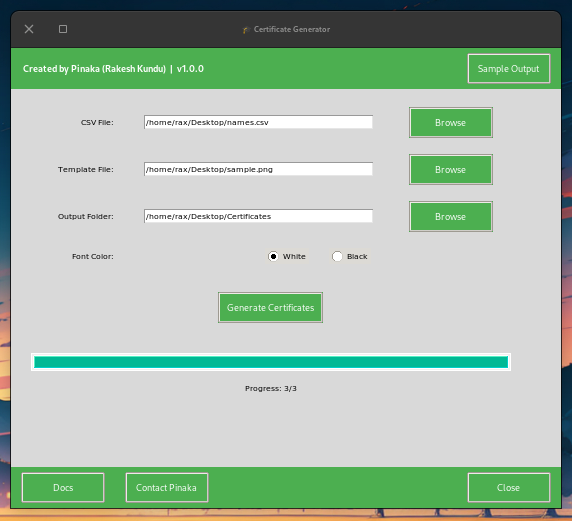 Certificate Generator
Created by Pinaka (Rakesh Kundu) | v1.0.0
Sample Output
CSV File: /home/rax/Desktop/names.csv Browse
Template File: /home/rax/Desktop/sample.png Browse
Output Folder: /home/rax/Desktop/Certificates Browse
Font Color: White Black
Generate Certificates
Progress: 3/3
Docs Contact Pinaka Close